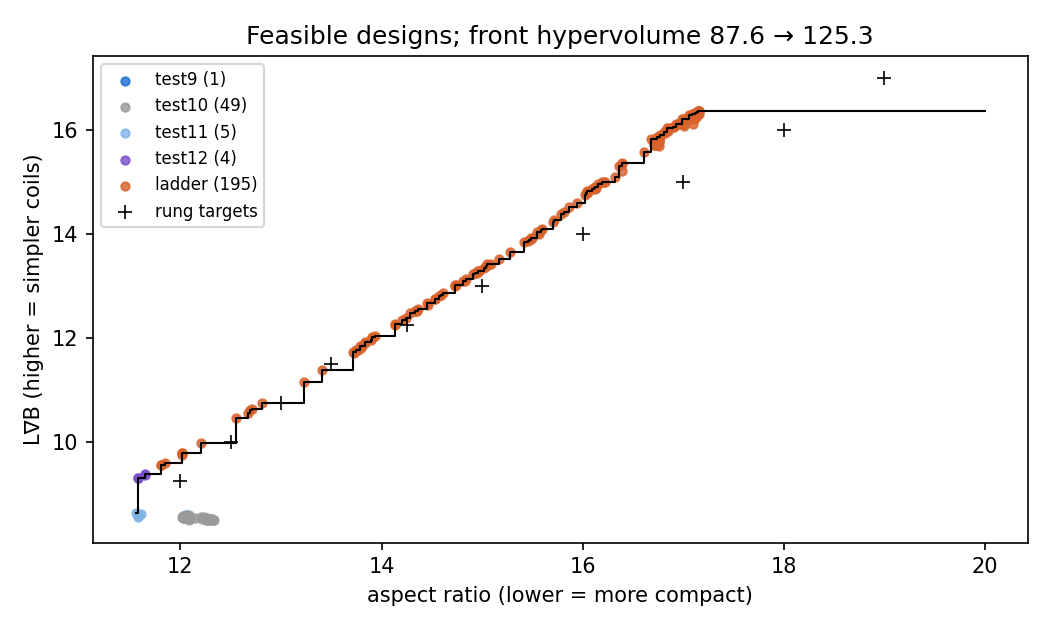 Feasible designs; front hypervolume 87.6 → 125.3
test9 (1)
test10 (49)
test11 (5)
test12 (4)
ladder (195)
rung targets
L∇B (higher = simpler coils)
16
14
12
10
12 14 16 18 20
aspect ratio (lower = more compact)